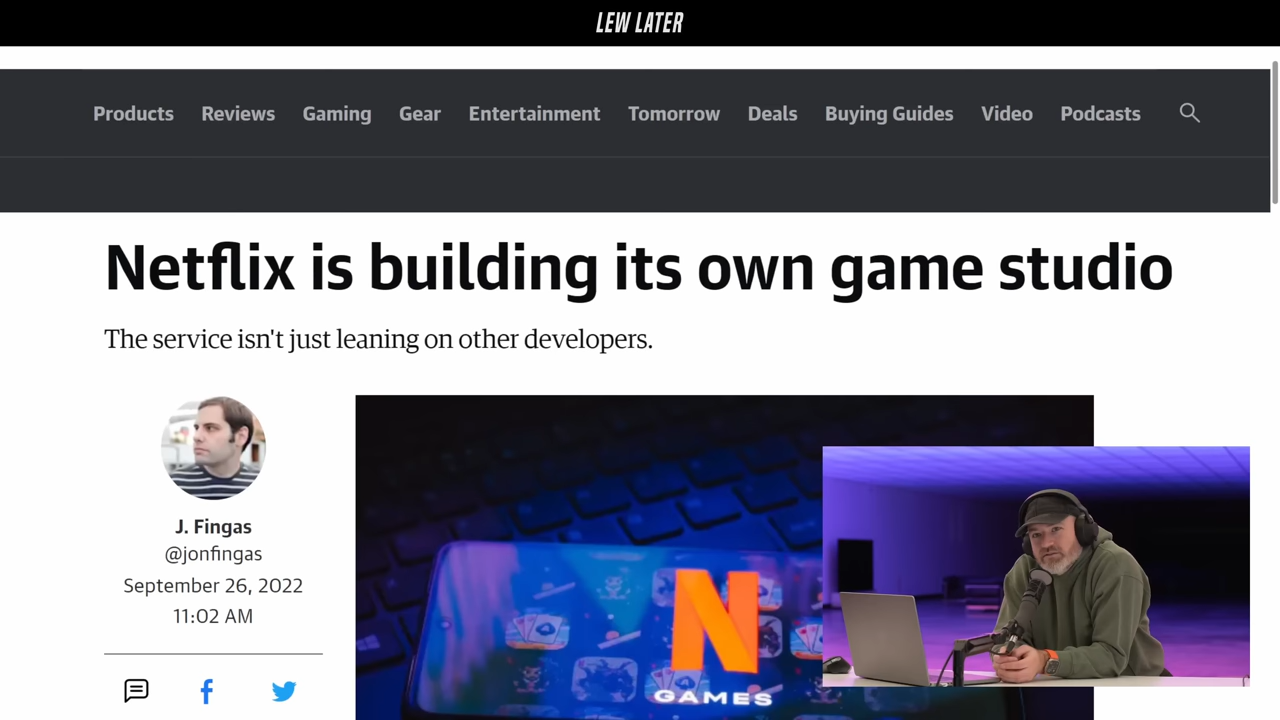 LEW LATER
Products Reviews Gaming Gear Entertainment Tomorrow Deals Buying Guides Video Podcasts
Netflix is building its own game studio
The service isn't just leaning on other developers.
J. Fingas
@jonfingas
September 26, 2022
11:02 AM
N
GAMES